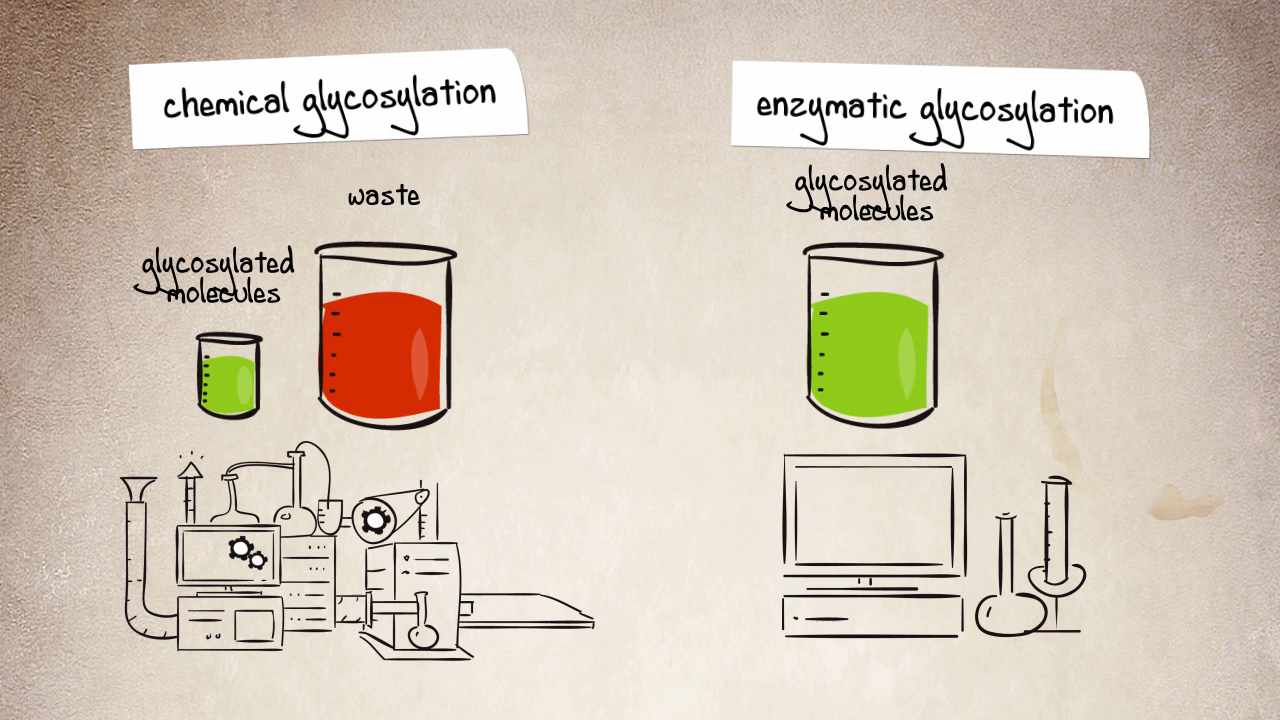 chemical glycosylation
waste
glycosylated
molecules
enzymatic glycosylation
glycosylated
molecules